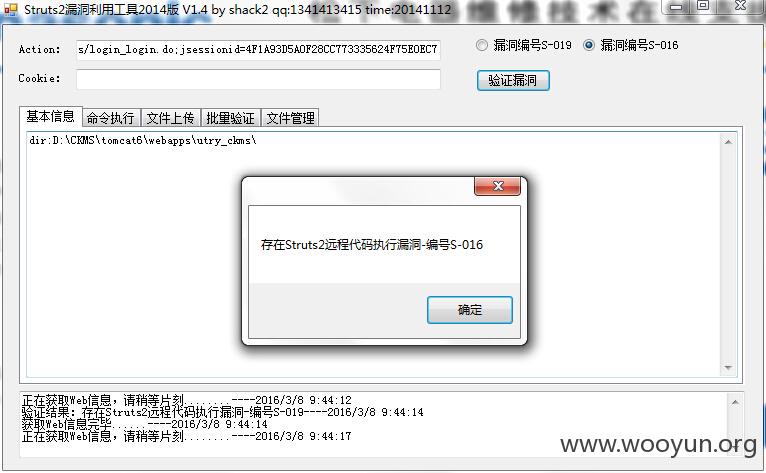 Struts2漏洞利用工具2014版 V1.4 by shack2 qq:1341413415 time:20141112
Action: s/login_login.do;jsessionid=4F1A93D5A0F28CC773335624F75E0EC7
漏洞编号S-019 漏洞编号S-016
Cookie:
验证漏洞
基本信息 命令执行 文件上传 批量验证 文件管理
dir:D:\CKMS\tomcat6\webapps\utry_ckms\
存在Struts2远程代码执行漏洞-编号S-016
确定
正在获取Web信息，请稍等片刻........----2016/3/8 9:44:12
验证结果：存在Struts2远程代码执行漏洞-编号S-019----2016/3/8 9:44:14
获取Web信息完毕......----2016/3/8 9:44:14
正在获取Web信息，请稍等片刻........----2016/3/8 9:44:17
www.wooyun.org